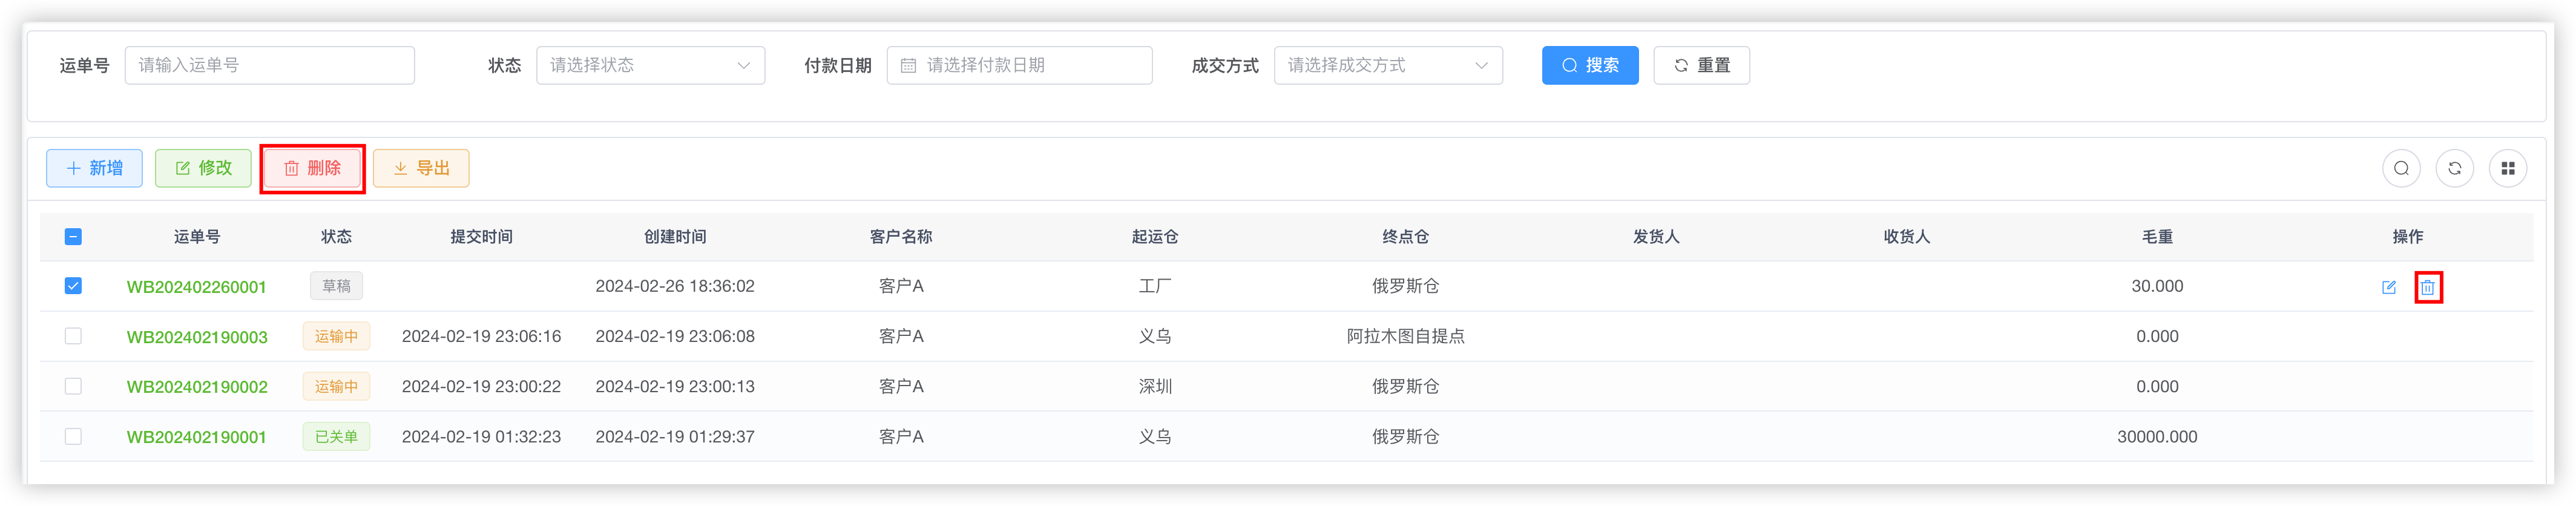 运单号 请输入运单号 状态 请选择状态 付款日期 请选择付款日期 成交方式 请选择成交方式 搜索 重置
新增 修改 删除 导出
运单号 状态 提交时间 创建时间 客户名称 起运仓 终点仓 发货人 收货人 毛重 操作
WB202402260001 草稿 2024-02-26 18:36:02 客户A 工厂 俄罗斯仓 30.000
WB202402190003 运输中 2024-02-19 23:06:16 2024-02-19 23:06:08 客户A 义乌 阿拉木图自提点 0.000
WB202402190002 运输中 2024-02-19 23:00:22 2024-02-19 23:00:13 客户A 深圳 俄罗斯仓 0.000
WB202402190001 已关单 2024-02-19 01:32:23 2024-02-19 01:29:37 客户A 义乌 俄罗斯仓 30000.000